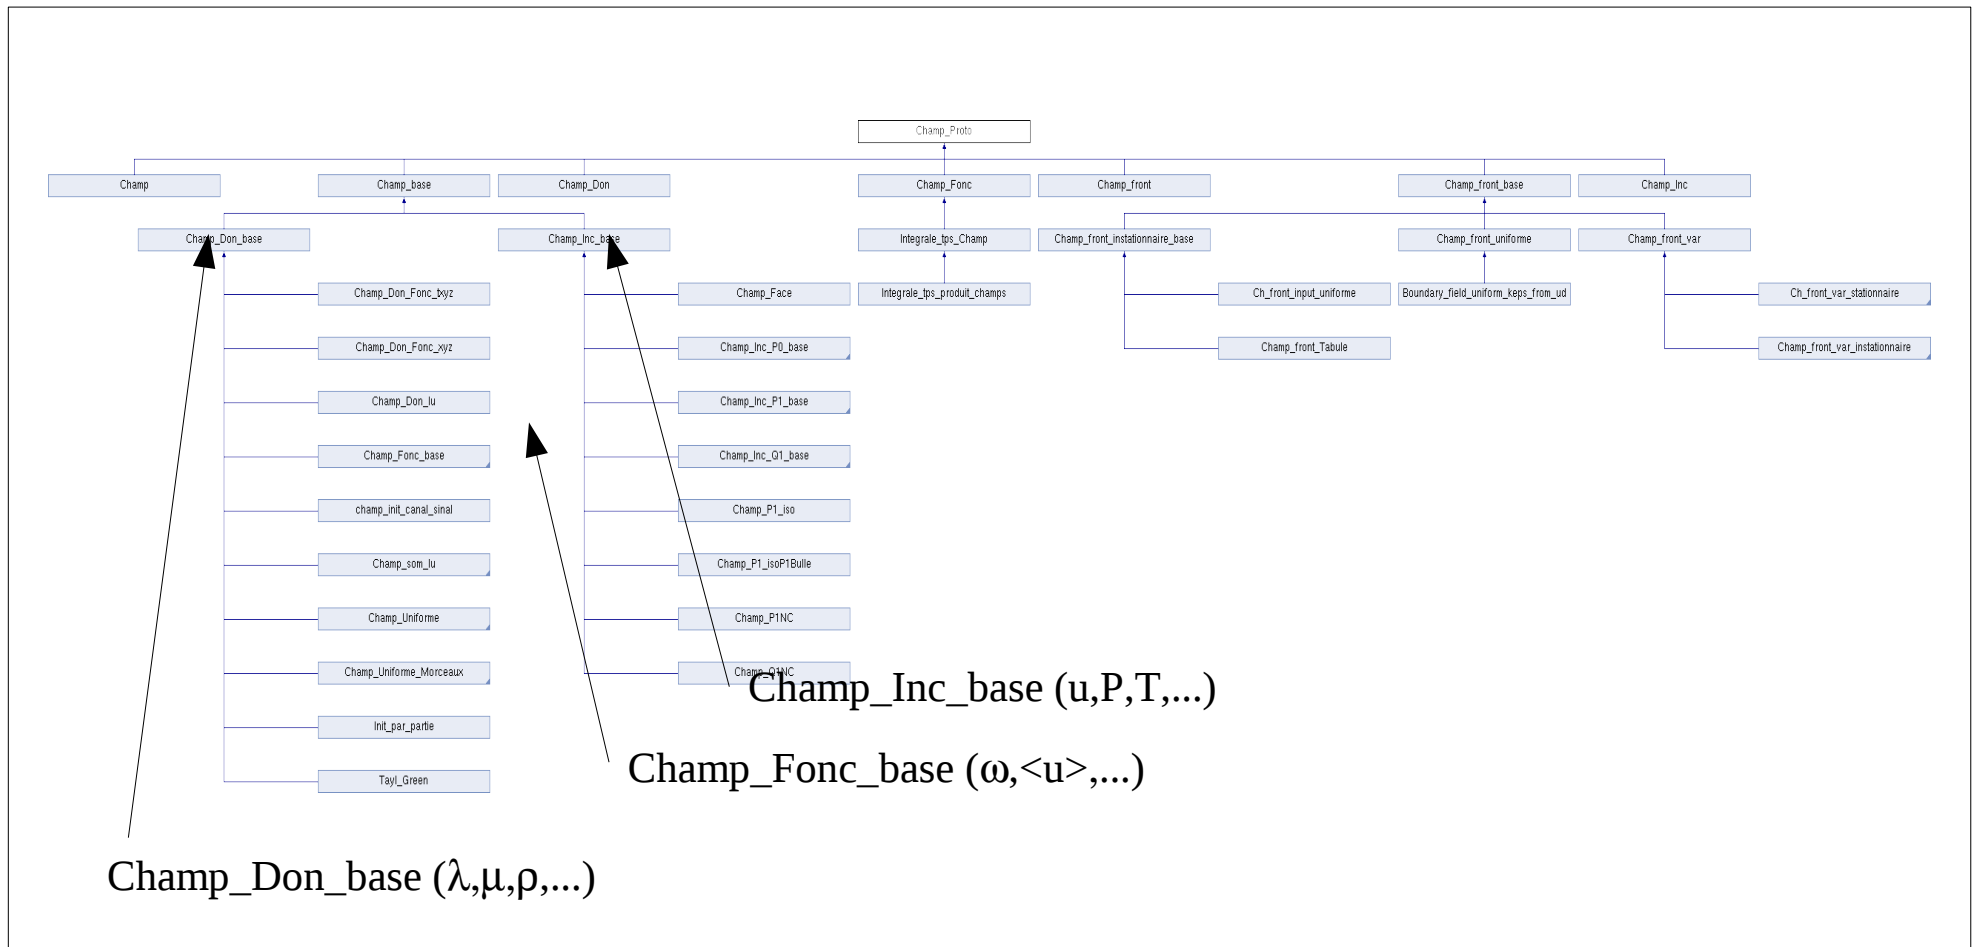 Champ_Proto
Champ
Champ_base
Champ_Don
Champ_Fonc
Champ_front
Champ_front_base
Champ_Inc
Champ_Don_base
Champ_Inc_base
Integrale_tps_Champ
Champ_front_instationnaire_base
Champ_front_uniforme
Champ_front_var
Champ_Don_Fonc_txyz
Champ_Face
Integrale_tps_produit_champs
Ch_front_input_uniforme
Boundary_field_uniform_keps_from_ud
Ch_front_var_stationnaire
Champ_Don_Fonc_xyz
Champ_Inc_P0_base
Champ_front_Tabule
Champ_front_var_instationnaire
Champ_Don_lu
Champ_Inc_P1_base
Champ_Fonc_base
Champ_Inc_Q1_base
champ_init_canal_sinal
Champ_P1_iso
Champ_som_lu
Champ_P1_isoP1Bulle
Champ_Uniforme
Champ_P1NC
Champ_Uniforme_Morceaux
Champ_Q1NC
Champ_Inc_base (u,P,T,...)
Init_par_partie
Champ_Fonc_base (ω,<u>,...)
Tayl_Green
Champ_Don_base (λ,μ,ρ,...)